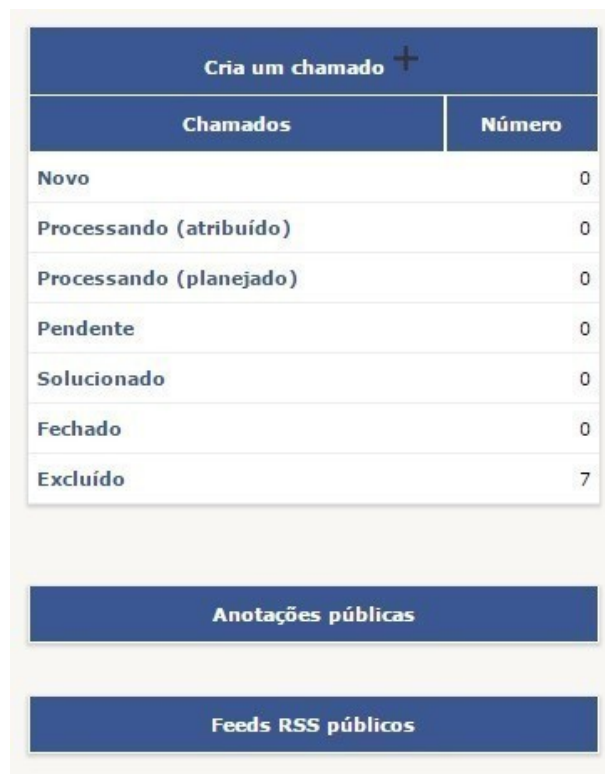 Cria um chamado +
Chamados Número
Novo 0
Processando (atribuído) 0
Processando (planejado) 0
Pendente 0
Solucionado 0
Fechado 0
Excluído 7
Anotações públicas
Feeds RSS públicos